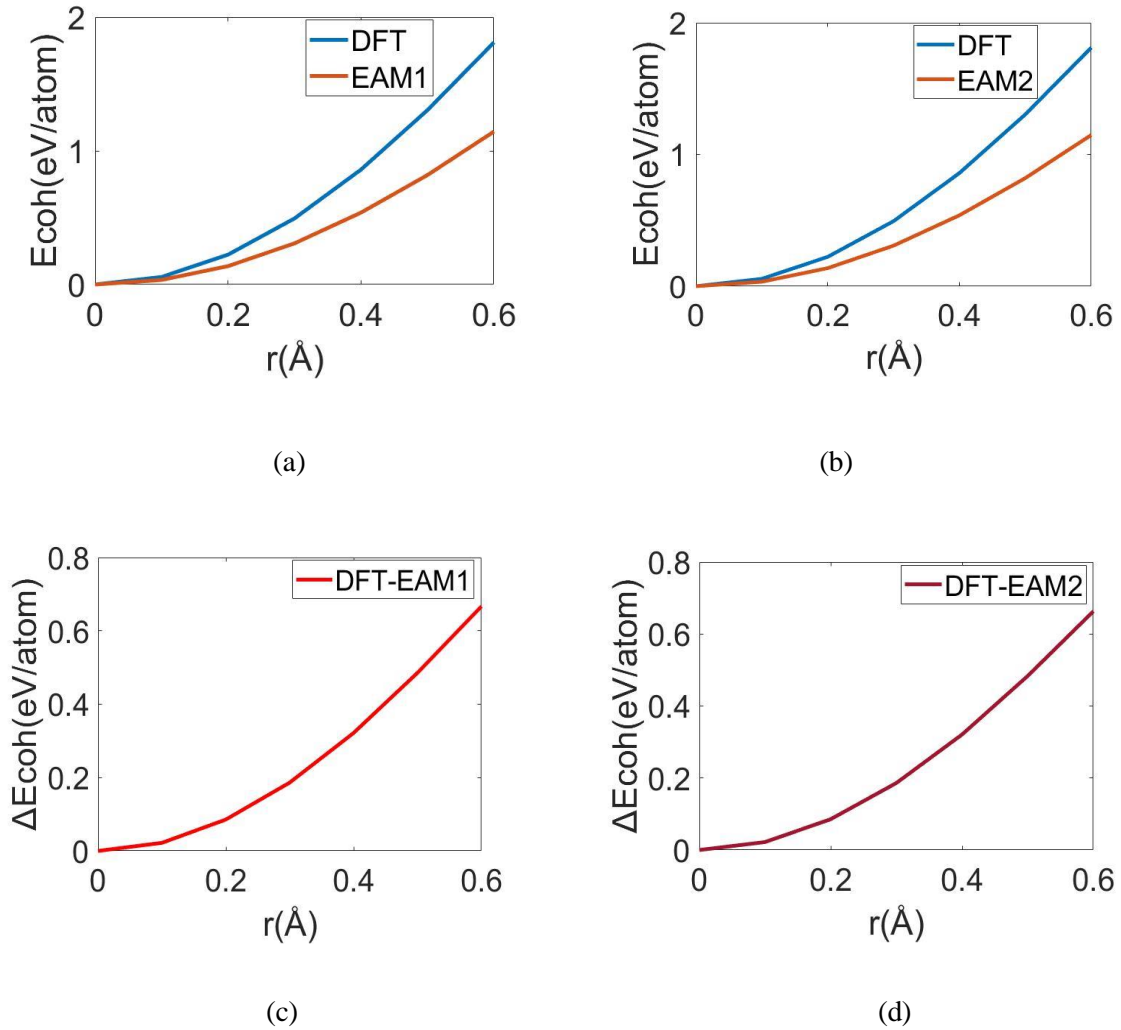 2
DFT
EAM1
1
0
Ecoh(eV/atom)
0 0.2 0.4 0.6
r(Å)
(a)
2
DFT
EAM2
1
0
Ecoh(eV/atom)
0 0.2 0.4 0.6
r(Å)
(b)
0.8
DFT-EAM1
0.6
0.4
0.2
0
ΔEcoh(eV/atom)
0 0.2 0.4 0.6
r(Å)
(c)
0.8
DFT-EAM2
0.6
0.4
0.2
0
ΔEcoh(eV/atom)
0 0.2 0.4 0.6
r(Å)
(d)